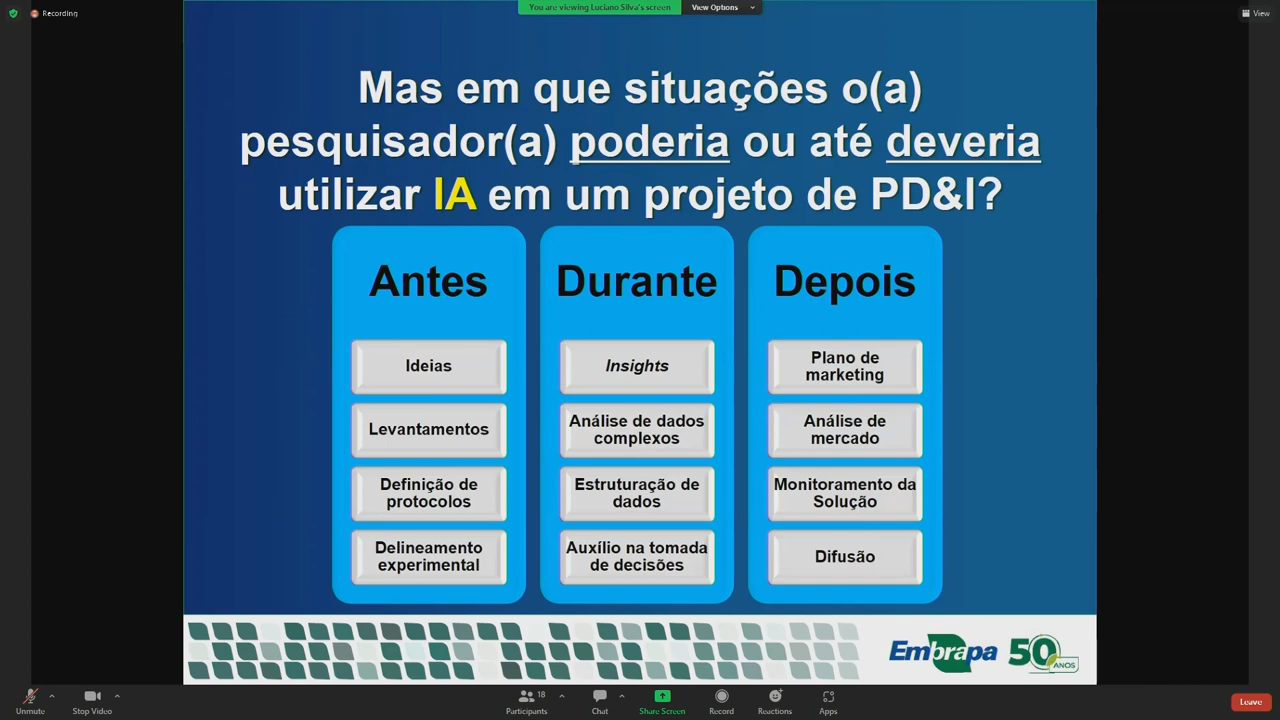 Recording
You are viewing Luciano Silva's screen
View Options
View
Mas em que situações o(a)
pesquisador(a) poderia ou até deveria
utilizar IA em um projeto de PD&I?
Antes
Ideias
Levantamentos
Definição de
protocolos
Delineamento
experimental
Durante
Insights
Análise de dados
complexos
Estruturação de
dados
Auxílio na tomada
de decisões
Depois
Plano de
marketing
Análise de
mercado
Monitoramento da
Solução
Difusão
Embrapa
50
ANOS
Unmute
Stop Video
18
Participants
Chat
Share Screen
Record
Reactions
Apps
Leave